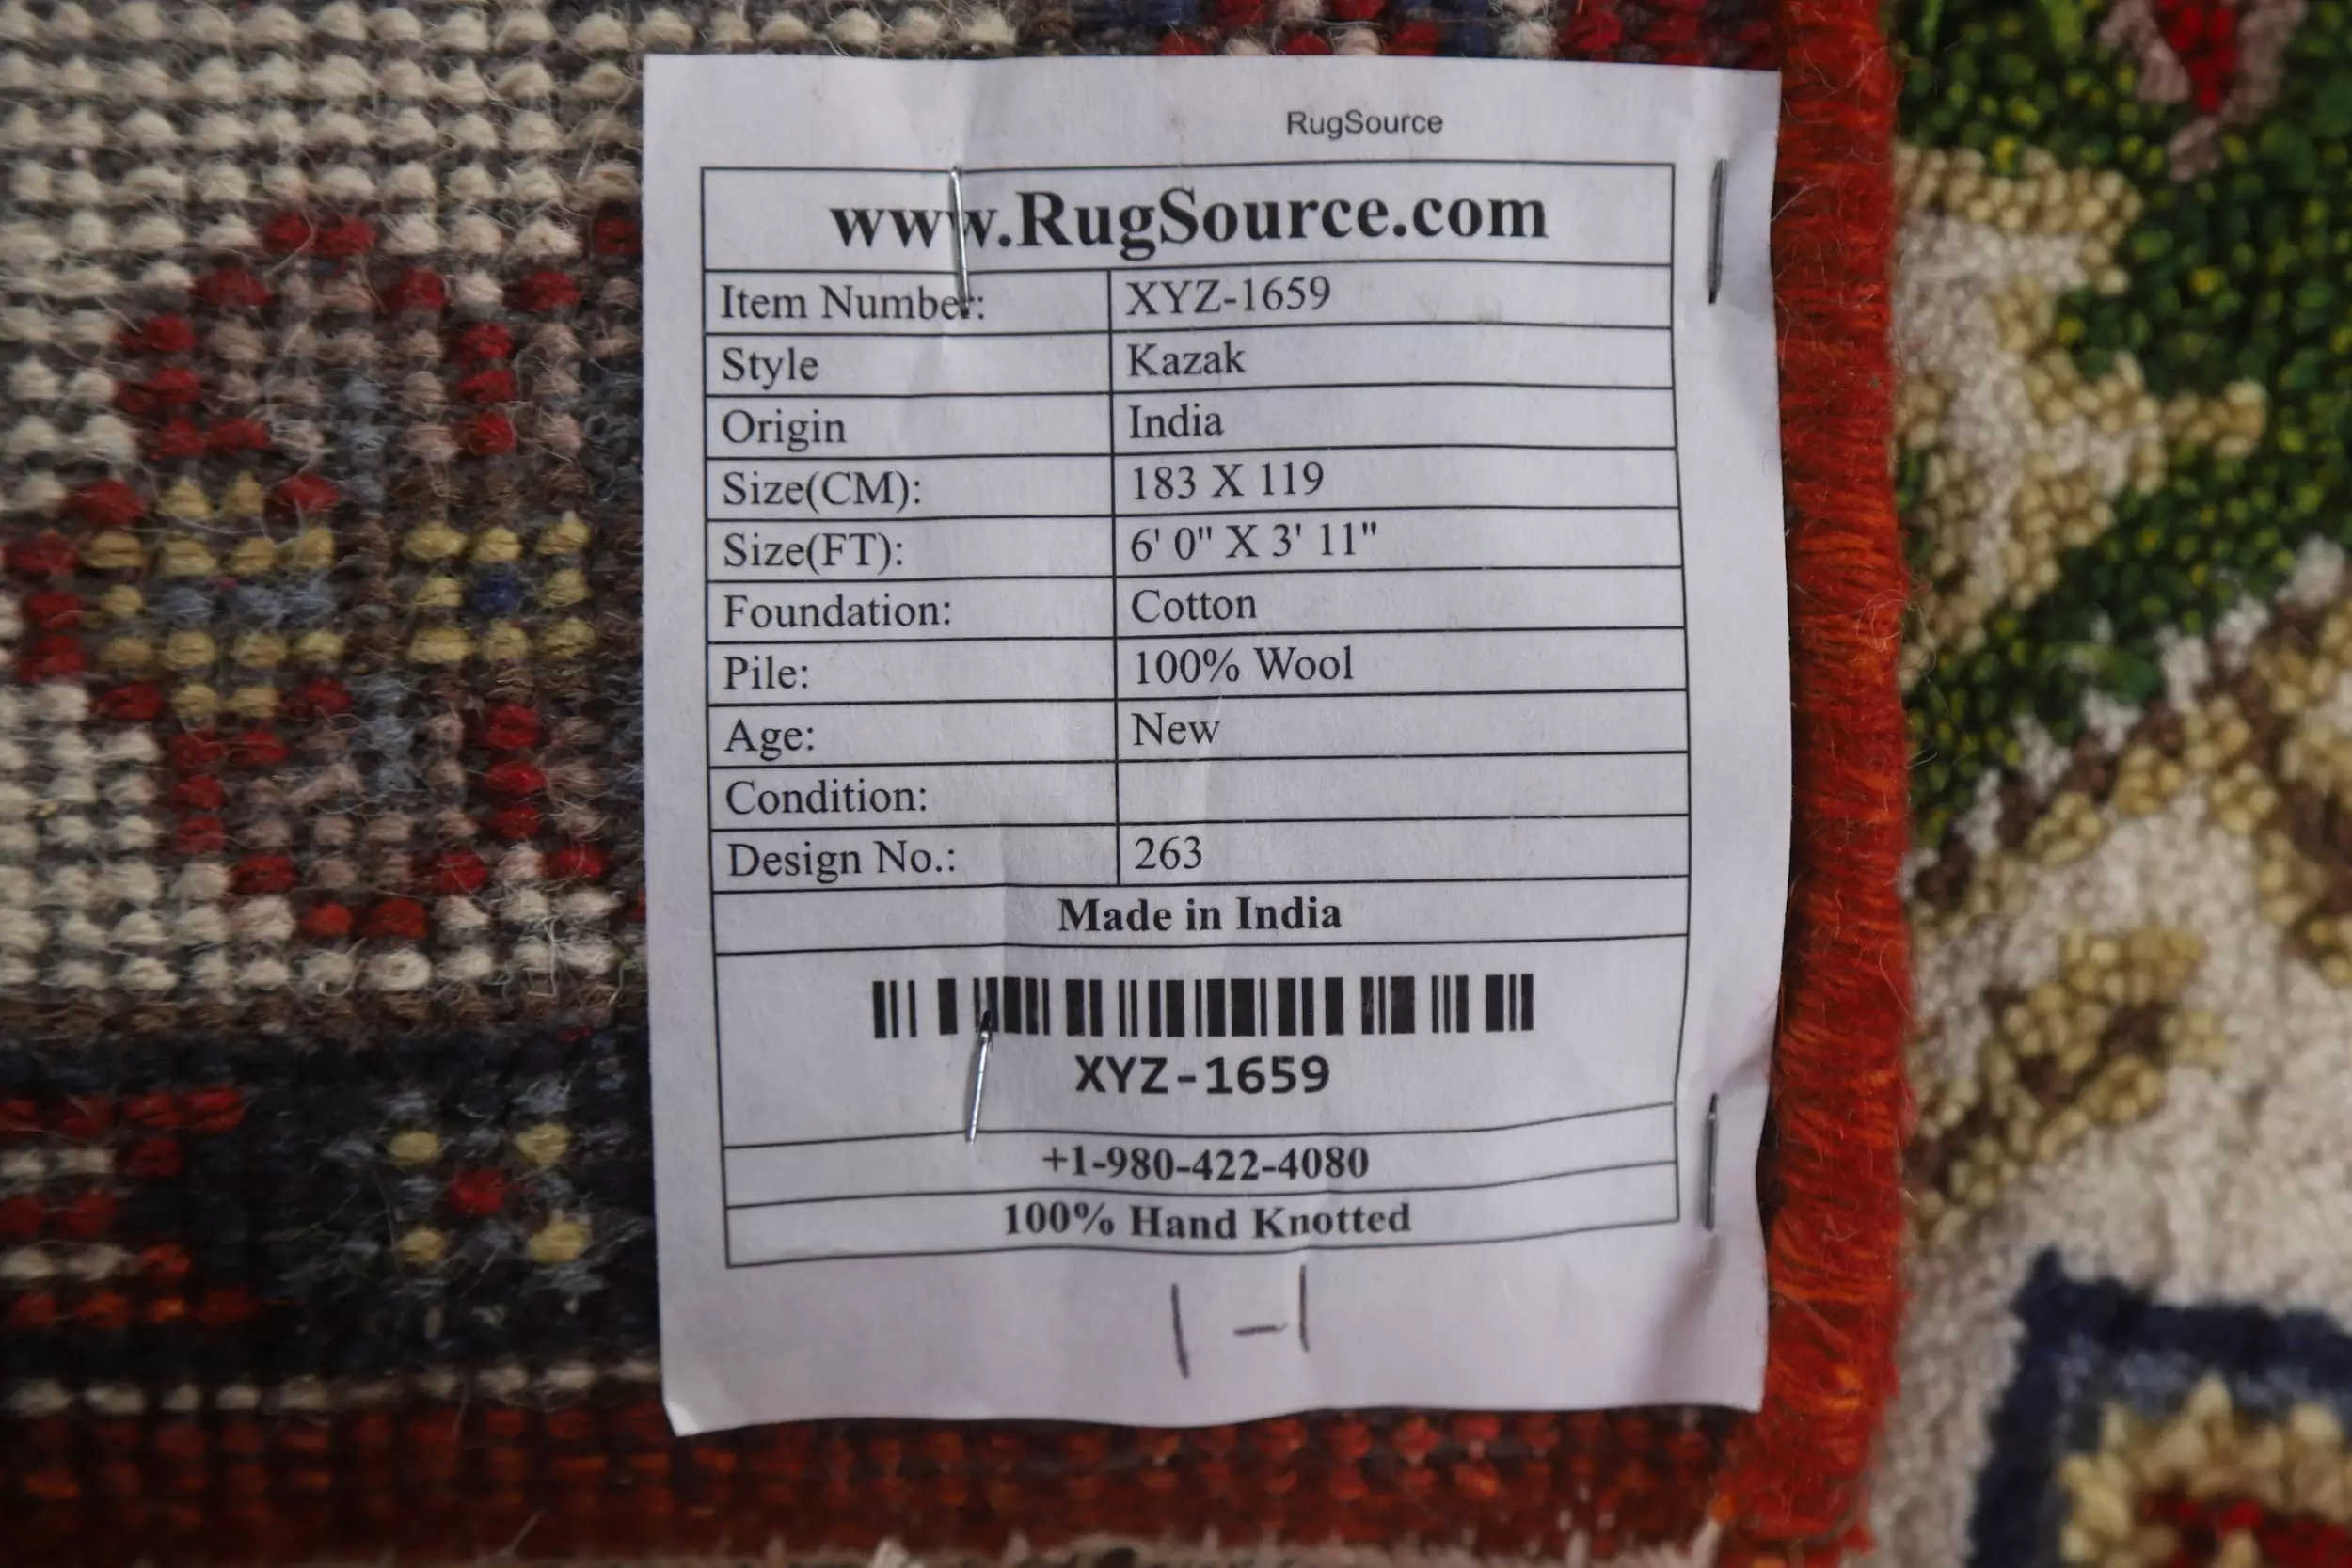 RugSource
www.RugSource.com
Item Number: XYZ-1659
Style Kazak
Origin India
Size(CM): 183 X 119
Size(FT): 6' 0" X 3' 11"
Foundation: Cotton
Pile: 100% Wool
Age: New
Condition:
Design No.: 263
Made in India
XYZ-1659
+1-980-422-4080
100% Hand Knotted
1-1